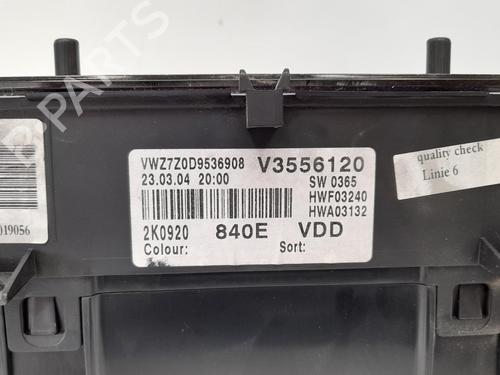 VWZ7Z0D9536908 V3556120
23.03.04 20:00 SW 0365
HWF03240
HWA03132
2K0920 840E VDD
Colour: Sort:
quality check
Linie 6
019056
B-PARTS